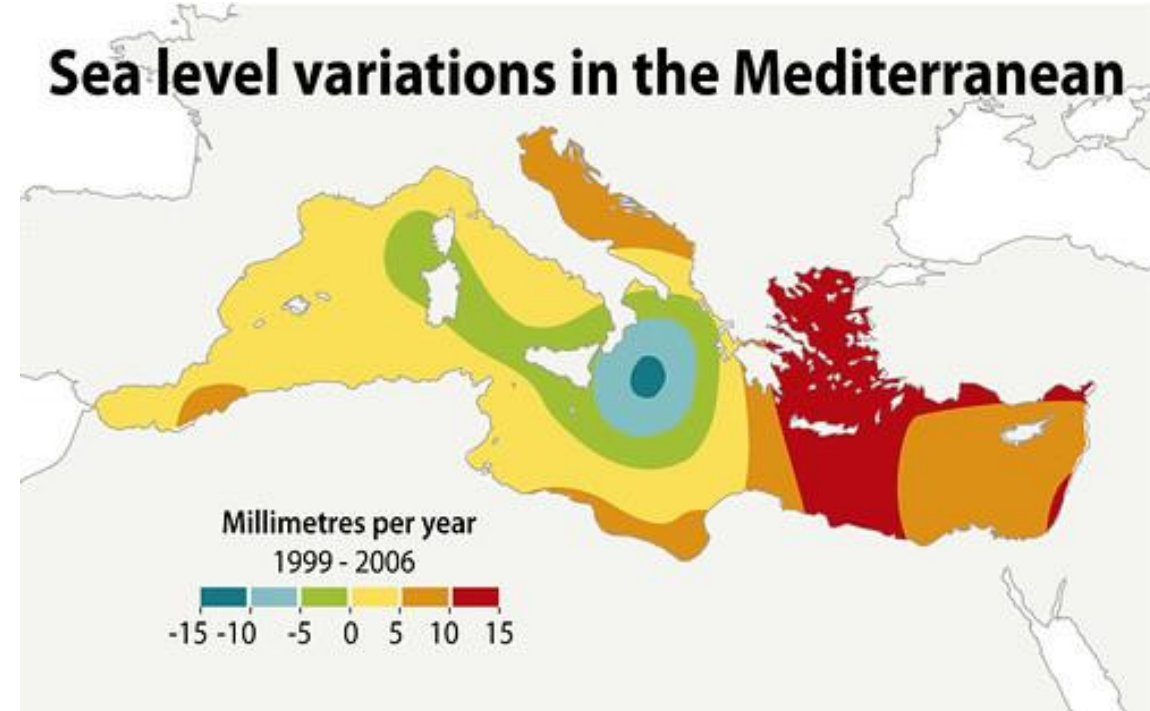 Sea level variations in the Mediterranean
Millimetres per year
1999 - 2006
-15 -10 -5 0 5 10 15